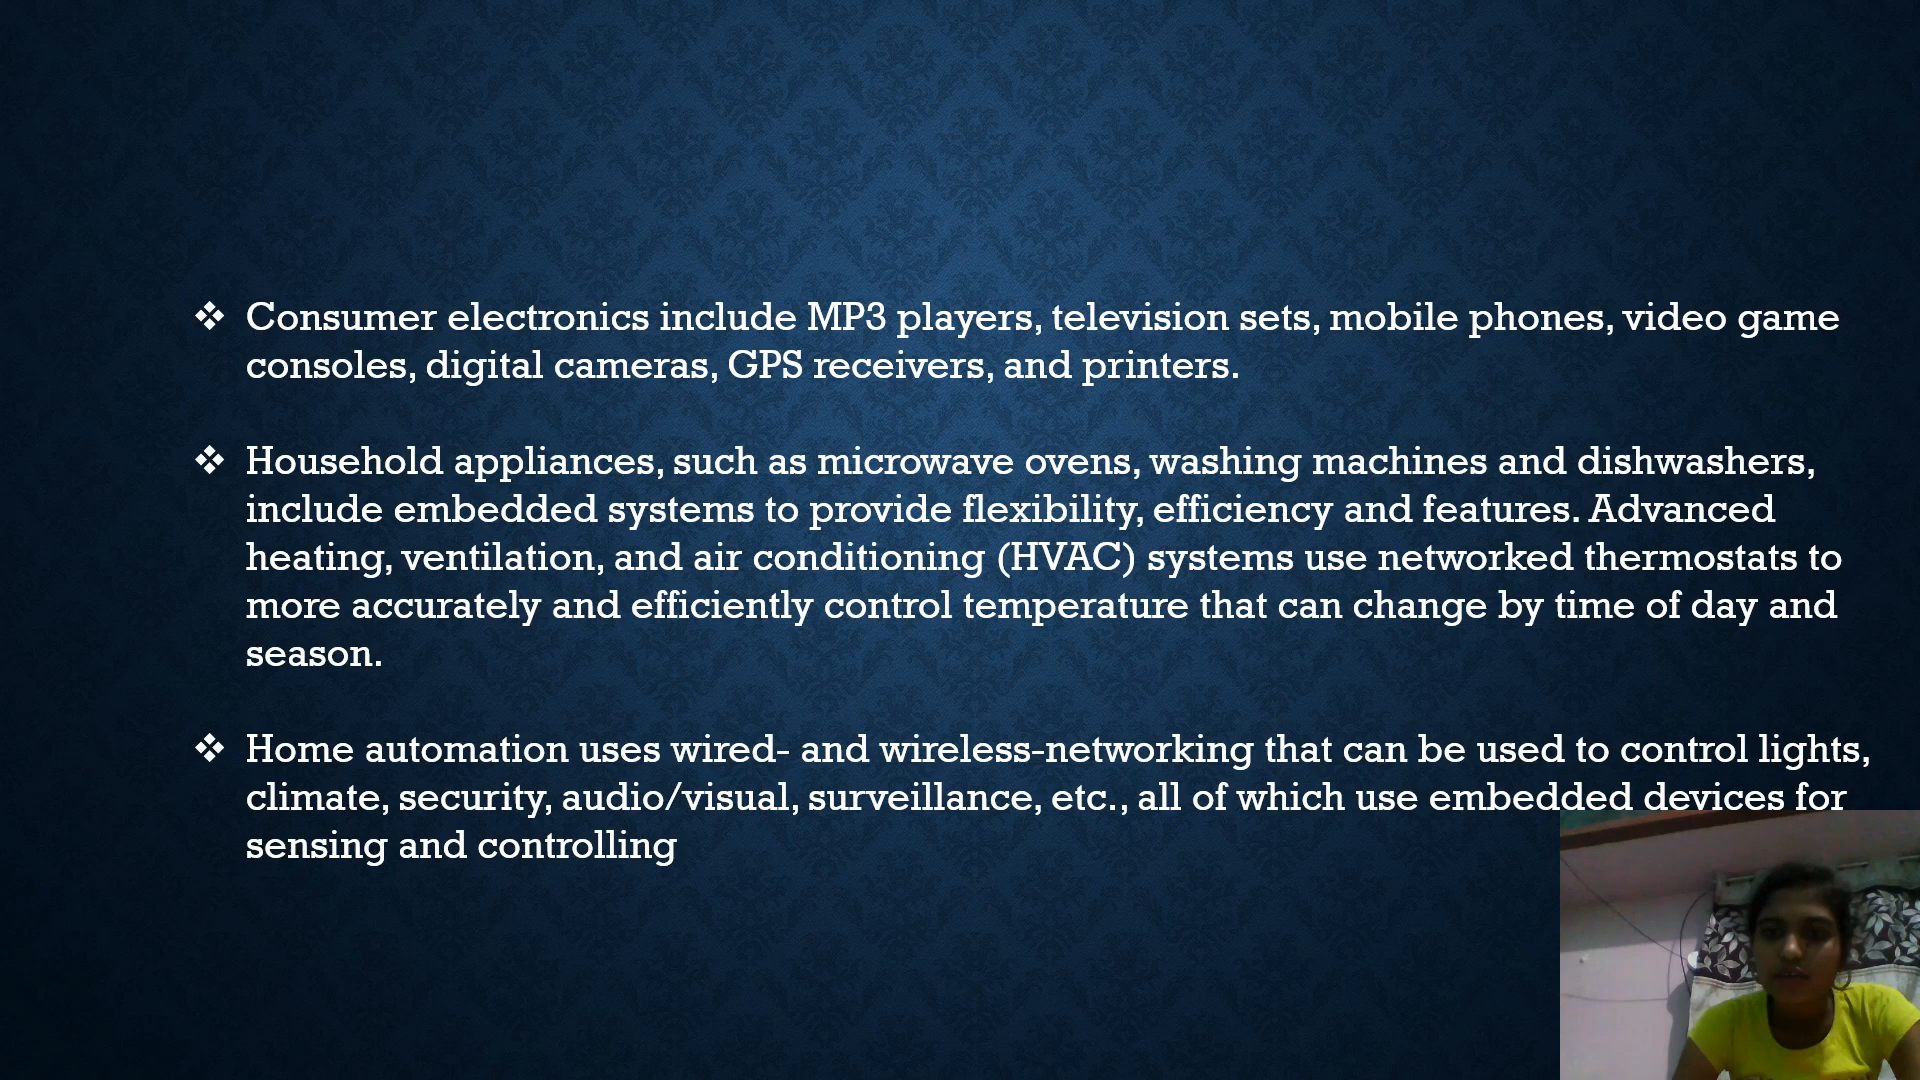 ❖ Consumer electronics include MP3 players, television sets, mobile phones, video game
consoles, digital cameras, GPS receivers, and printers.
❖ Household appliances, such as microwave ovens, washing machines and dishwashers,
include embedded systems to provide flexibility, efficiency and features. Advanced
heating, ventilation, and air conditioning (HVAC) systems use networked thermostats to
more accurately and efficiently control temperature that can change by time of day and
season.
❖ Home automation uses wired- and wireless-networking that can be used to control lights,
climate, security, audio/visual, surveillance, etc., all of which use embedded devices for
sensing and controlling